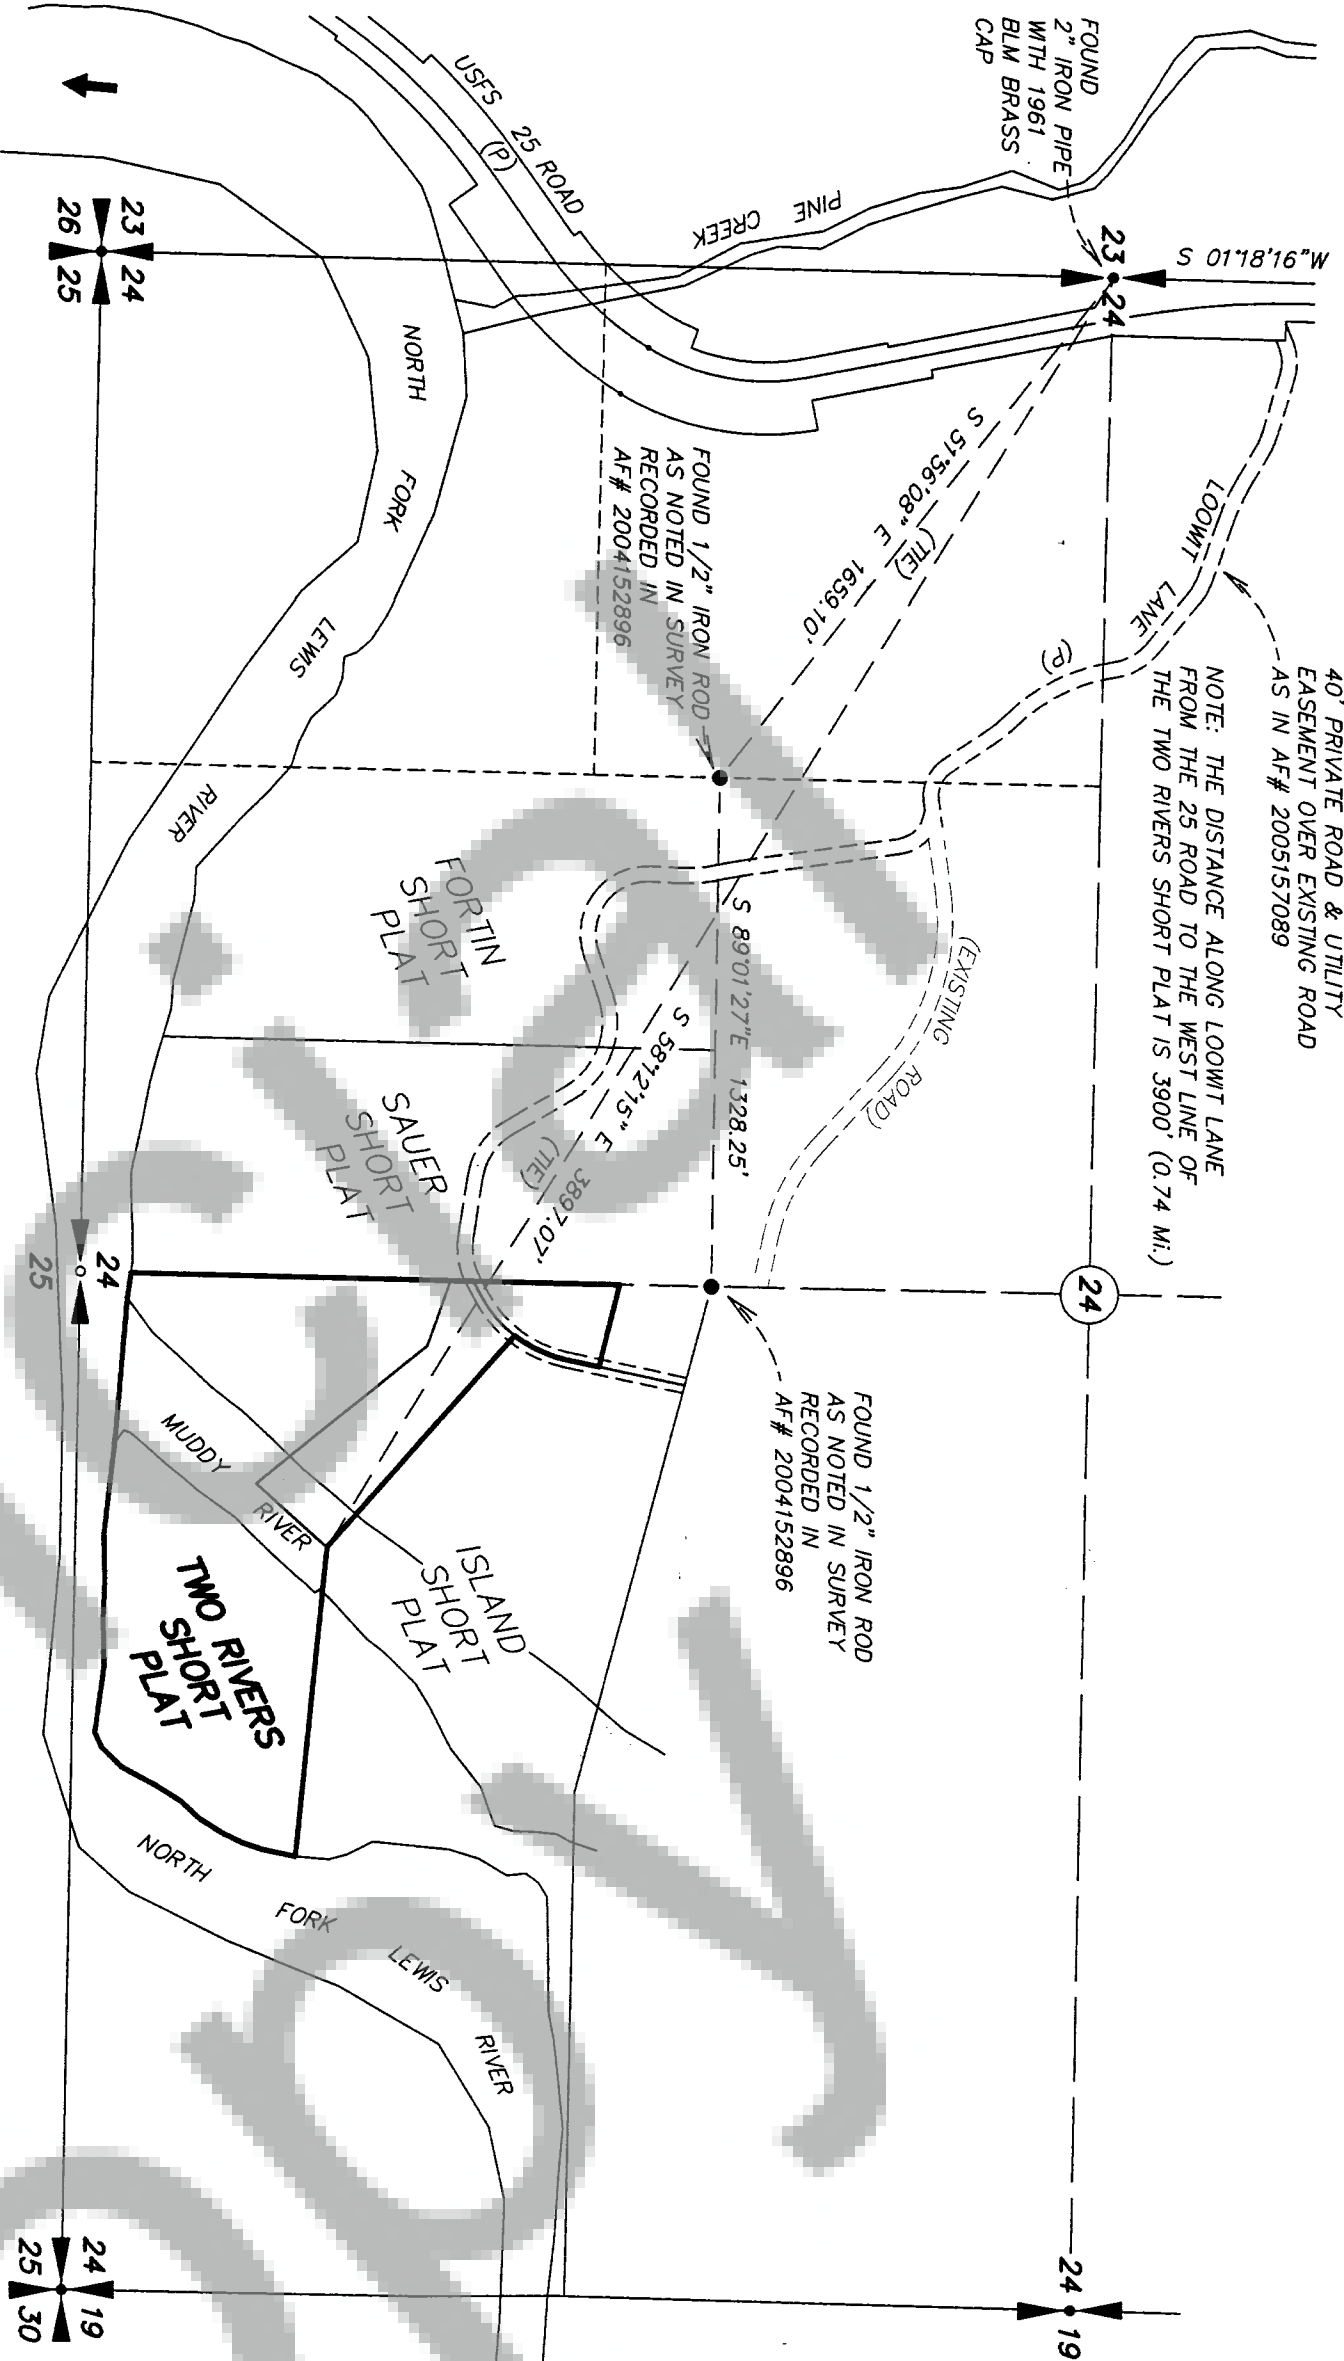 40' PRIVATE ROAD & UTILITY
EASEMENT OVER EXISTING ROAD
AS IN AF# 2005157089
NOTE: THE DISTANCE ALONG LOOWIT LANE
FROM THE 25 ROAD TO THE WEST LINE OF
THE TWO RIVERS SHORT PLAT IS 3900' (0.74 Mi.)
S 01°18'16"W
FOUND
2" IRON PIPE
WITH 1961
BLM BRASS
CAP
23
24
LOOWIT LANE
(P)
24
24
19
PINE
CREEK
USFS 25 ROAD
(P)
S 51°56'08" E 1659.10'
(TIE)
(EXISTING ROAD)
FOUND 1/2" IRON ROD
AS NOTED IN SURVEY
RECORDED IN
AF# 2004152896
S 89°01'27"E 1328.25'
S 58°12'15" E 3897.07'
(TIE)
FOUND 1/2" IRON ROD
AS NOTED IN SURVEY
RECORDED IN
AF# 2004152896
FORTIN
SHORT
PLAT
SAUER
SHORT
PLAT
ISLAND
SHORT
PLAT
MUDDY RIVER
TWO RIVERS
SHORT
PLAT
NORTH FORK LEWIS RIVER
NORTH FORK LEWIS RIVER
23 24
26 25
24
25
24 19
25 30